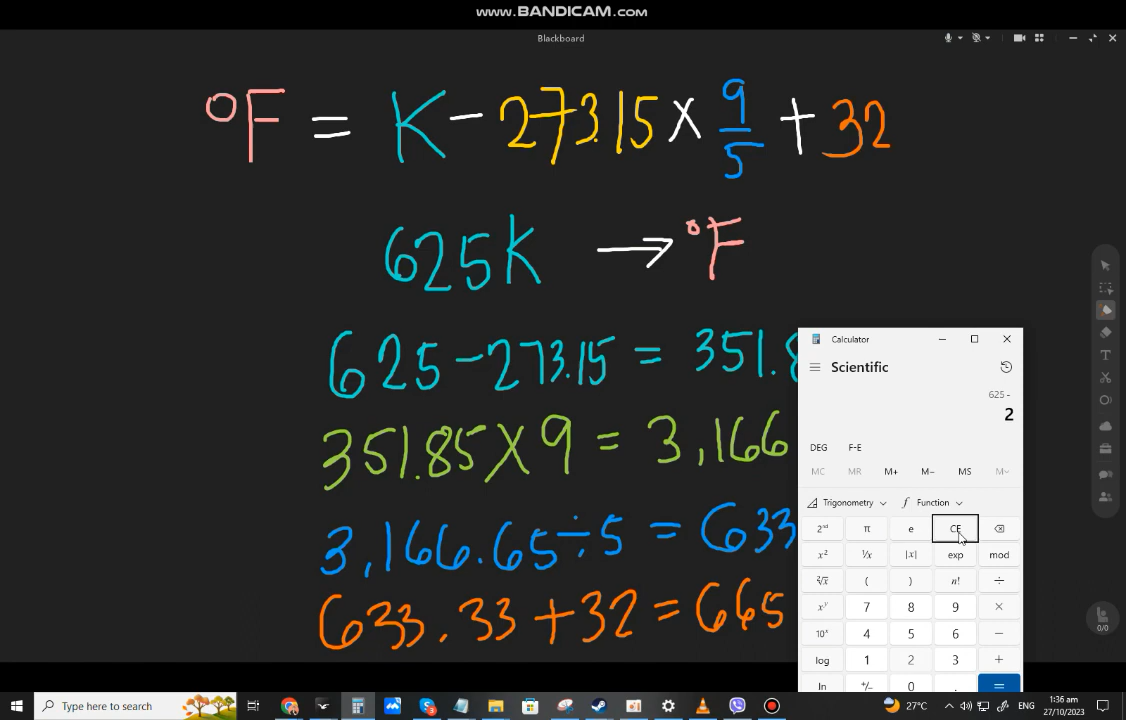 www.BANDICAM.com
Blackboard
°F = K - 273.15 x 9/5 + 32
625K → °F
625-273.15 = 351.8
351.85 X 9 = 3,166
3,166.65÷5 = 633
633.33 + 32 = 665
Calculator
Scientific
625 -
2
DEG F-E
MC MR M+ M- MS M
Trigonometry f Function
2nd π e CE
x² 1/x |x| exp mod
²√x ( ) n! ÷
xʸ 7 8 9 ×
10ˣ 4 5 6 −
log 1 2 3 +
ln +/- 0 . =
0/0
Type here to search
27°C ENG
1:36 am
27/10/2023